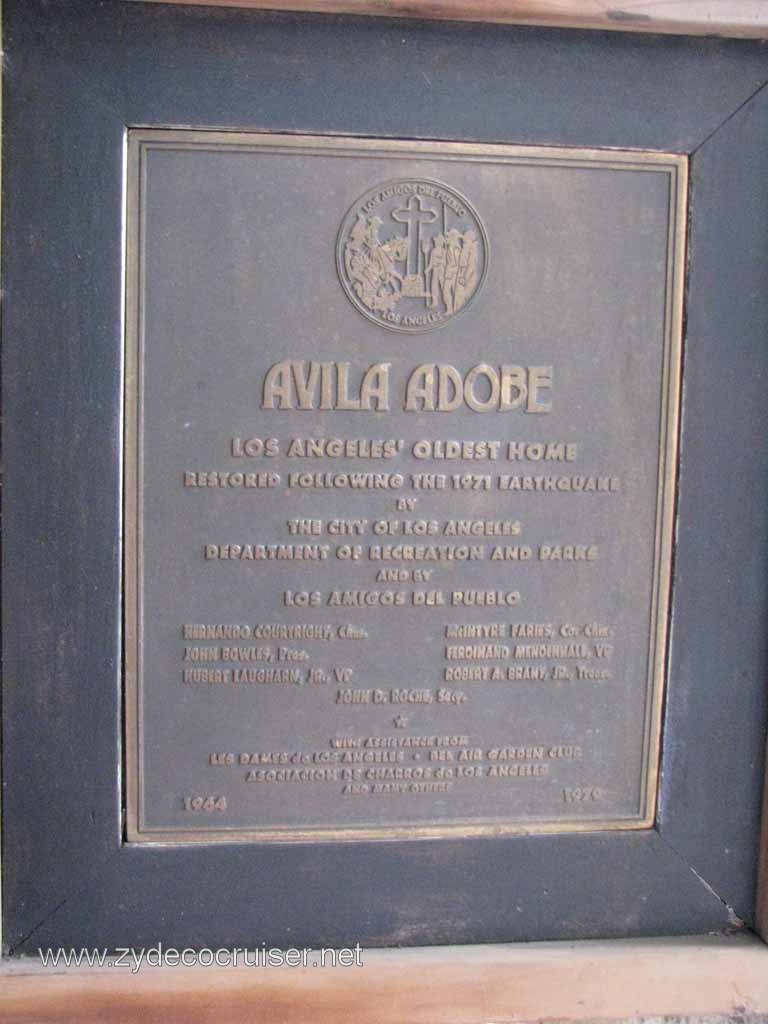 LOS AMIGOS DEL PUEBLO
LOS ANGELES
AVILA ADOBE
LOS ANGELES' OLDEST HOME
RESTORED FOLLOWING THE 1971 EARTHQUAKE
BY
THE CITY OF LOS ANGELES
DEPARTMENT OF RECREATION AND PARKS
AND BY
LOS AMIGOS DEL PUEBLO
HERNANDO COURTRIGHT, Chm. MCINTYRE FARIES, Co. Chm.
JOHN BOWLES, Pres. FERDINAND MENDENHALL, VP
HUBERT LAUGHARN, JR., VP ROBERT A. BRANT, JR., Treas.
JOHN D. ROCHE, Secy.
WITH ASSISTANCE FROM
LES DAMES de LOS ANGELES • BEL AIR GARDEN CLUB
ASOCIACION DE CHARROS de LOS ANGELES
AND MANY OTHERS
1964 
www.zydecocruiser.net